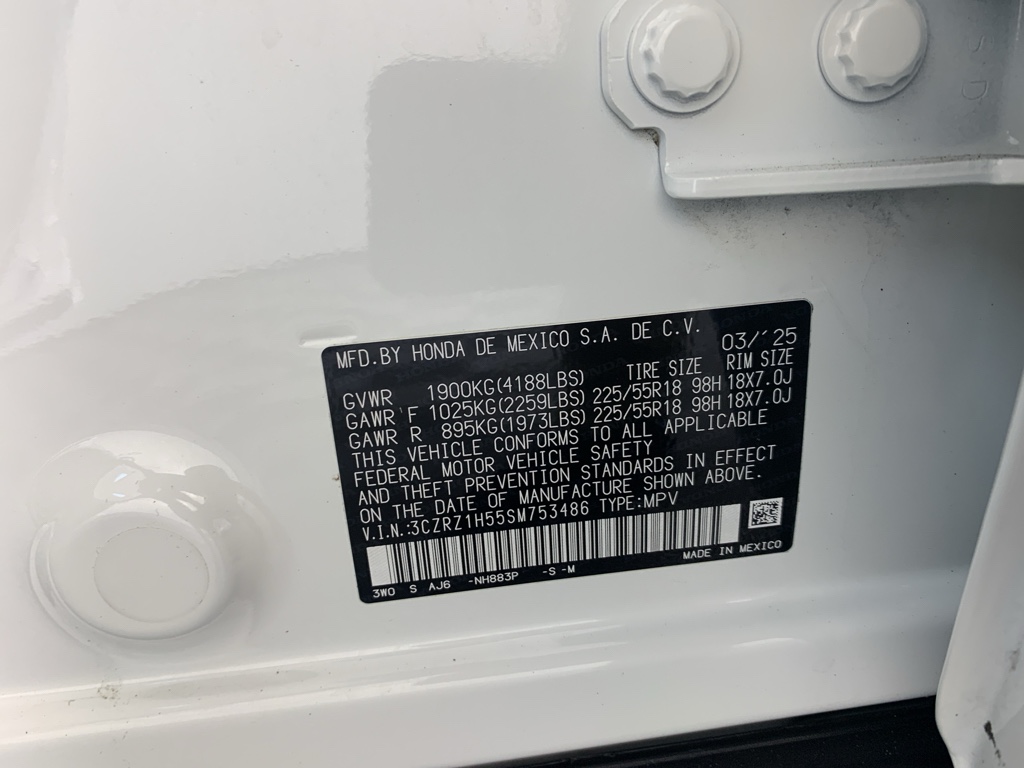 MFD.BY HONDA DE MEXICO S.A. DE C.V. 03/'25
TIRE SIZE RIM SIZE
GVWR 1900KG(4188LBS)
GAWR F 1025KG(2259LBS) 225/55R18 98H 18X7.0J
GAWR R 895KG(1973LBS) 225/55R18 98H 18X7.0J
THIS VEHICLE CONFORMS TO ALL APPLICABLE
FEDERAL MOTOR VEHICLE SAFETY
AND THEFT PREVENTION STANDARDS IN EFFECT
ON THE DATE OF MANUFACTURE SHOWN ABOVE.
V.I.N.:3CZRZ1H55SM753486 TYPE:MPV
MADE IN MEXICO
3W0 S AJ6 -NH883P -S -M